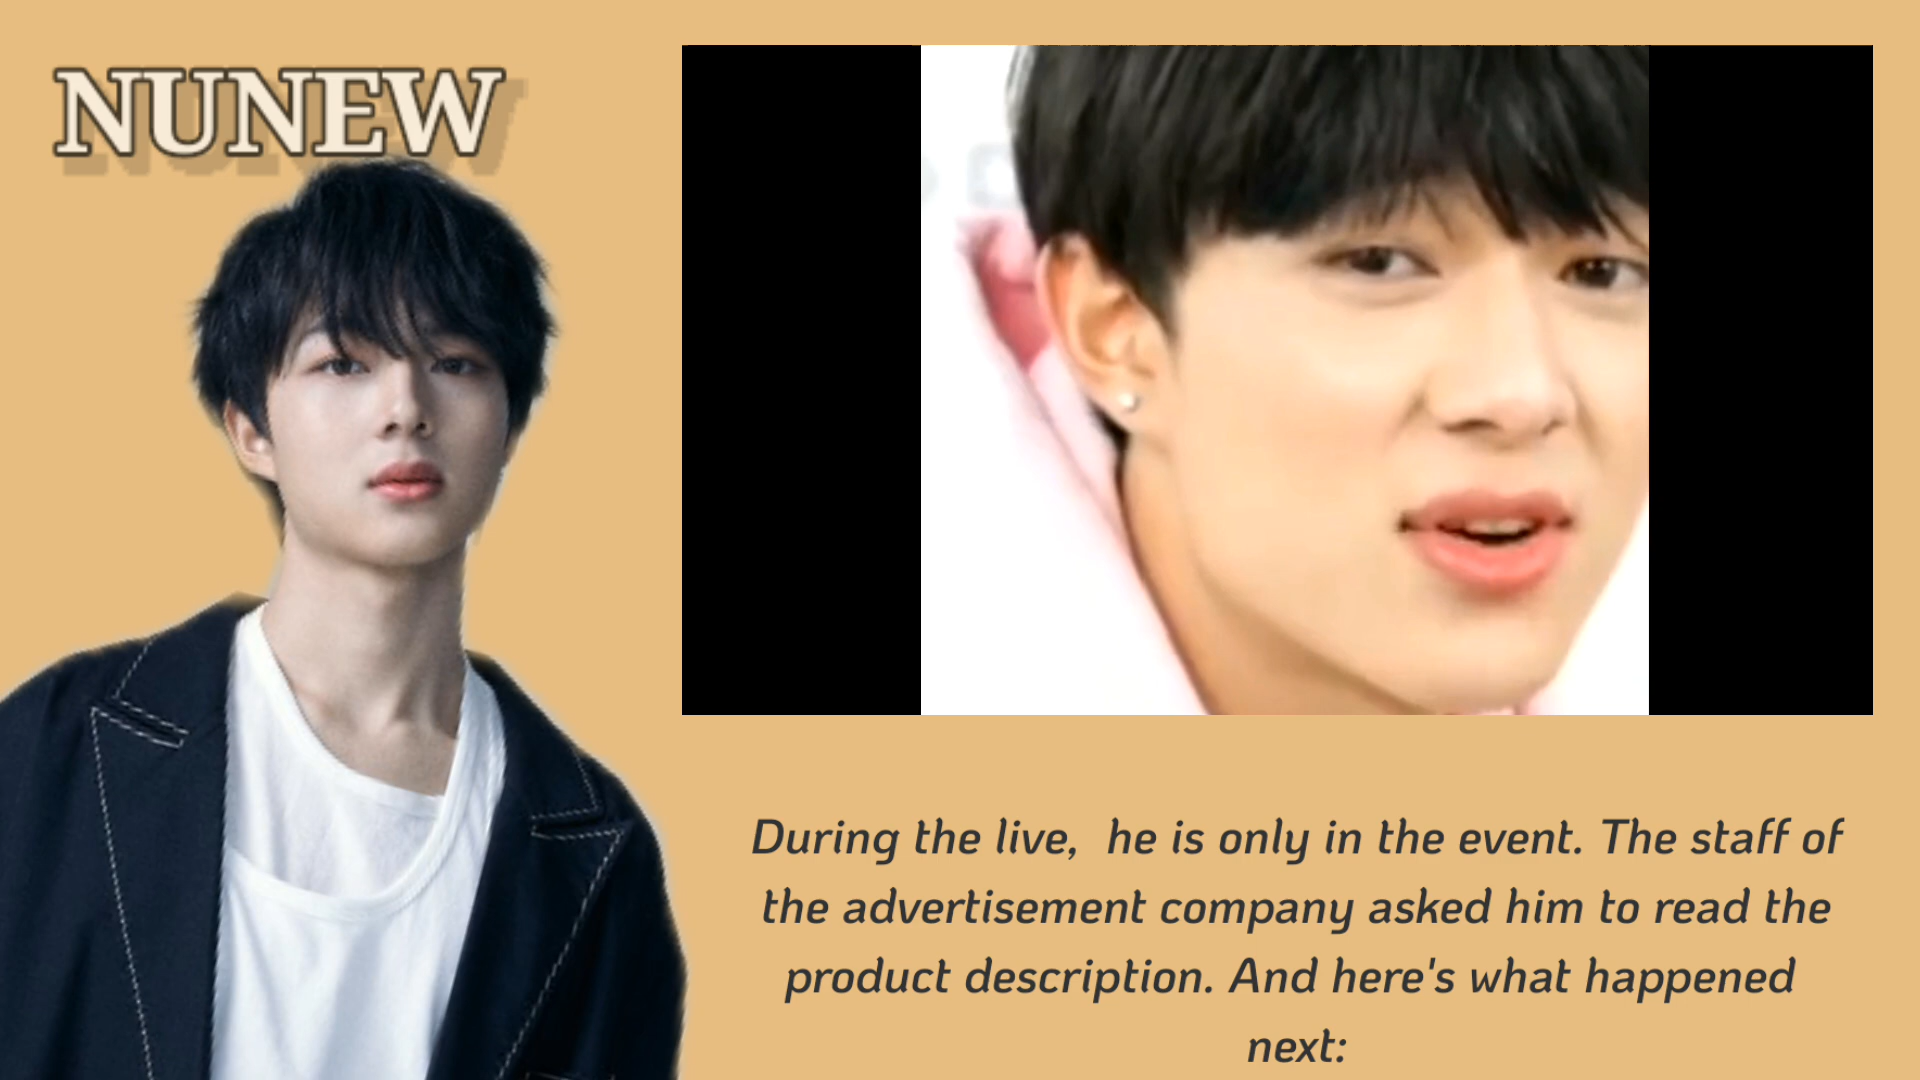 NUNEW
During the live,  he is only in the event. The staff of
the advertisement company asked him to read the
product description. And here's what happened
next: